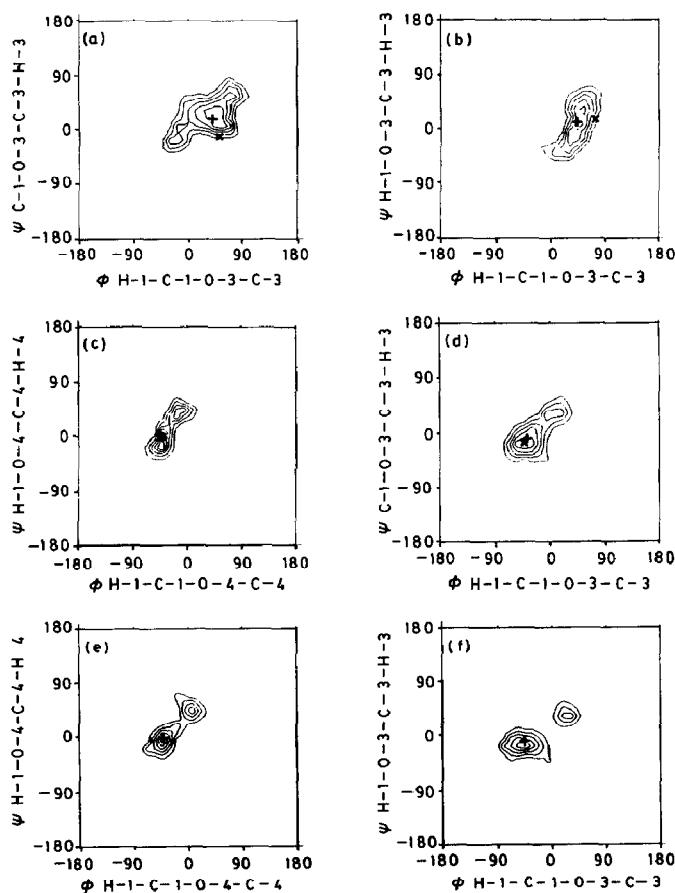 (a)
180
90
0
-90
-180
ψ C-1-O-3-C-3-H-3
-180 -90 0 90 180
φ H-1-C-1-O-3-C-3
(b)
180
90
0
-90
-180
ψ H-1-O-3-C-3-H-3
-180 -90 0 90 180
φ H-1-C-1-O-3-C-3
(c)
180
90
0
-90
-180
ψ H-1-O-4-C-4-H-4
-180 -90 0 90 180
φ H-1-C-1-O-4-C-4
(d)
180
90
0
-90
-180
ψ C-1-O-3-C-3-H-3
-180 -90 0 90 180
φ H-1-C-1-O-3-C-3
(e)
180
90
0
-90
-180
ψ H-1-O-4-C-4-H 4
-180 -90 0 90 180
φ H-1-C-1-O-4-C-4
(f)
180
90
0
-90
-180
ψ H-1-O-3-C-3-H-3
-180 -90 0 90 180
φ H-1-C-1-O-3-C-3